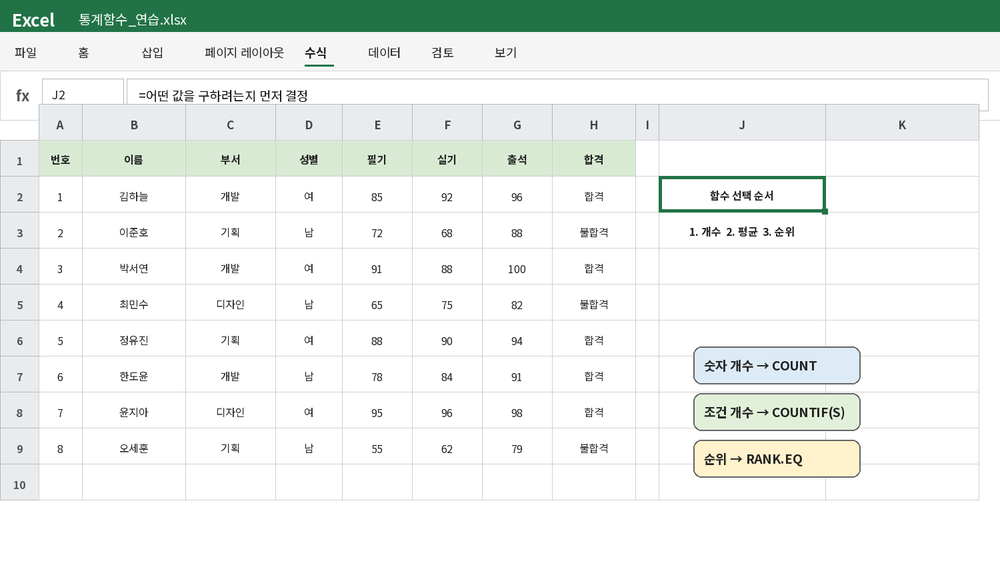 Excel 통계함수_연습.xlsx
파일 홈 삽입 페이지 레이아웃 수식 데이터 검토 보기
fx J2 =어떤 값을 구하려는지 먼저 결정
A B C D E F G H I J K
1 번호 이름 부서 성별 필기 실기 출석 합격
2 1 김하늘 개발 여 85 92 96 합격 함수 선택 순서
3 2 이준호 기획 남 72 68 88 불합격 1. 개수 2. 평균 3. 순위
4 3 박서연 개발 여 91 88 100 합격
5 4 최민수 디자인 남 65 75 82 불합격
6 5 정유진 기획 여 88 90 94 합격
숫자 개수 → COUNT
7 6 한도윤 개발 남 78 84 91 합격
8 7 윤지아 디자인 여 95 96 98 합격
조건 개수 → COUNTIF(S)
9 8 오세훈 기획 남 55 62 79 불합격
순위 → RANK.EQ
10